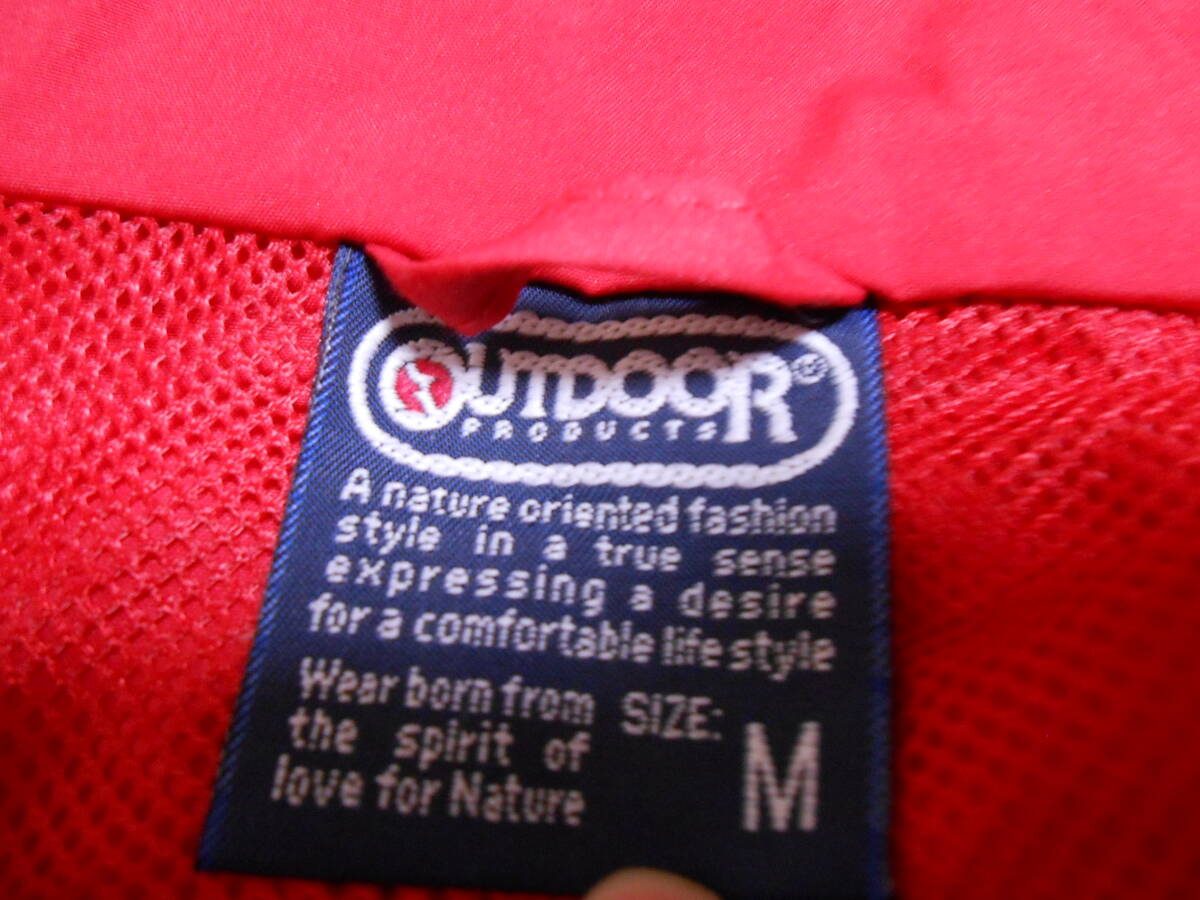 OUTDOOR®
PRODUCTS
A nature oriented fashion
style in a true sense
expressing a desire
for a comfortable life style
Wear born from
the spirit of
love for Nature
SIZE:
M